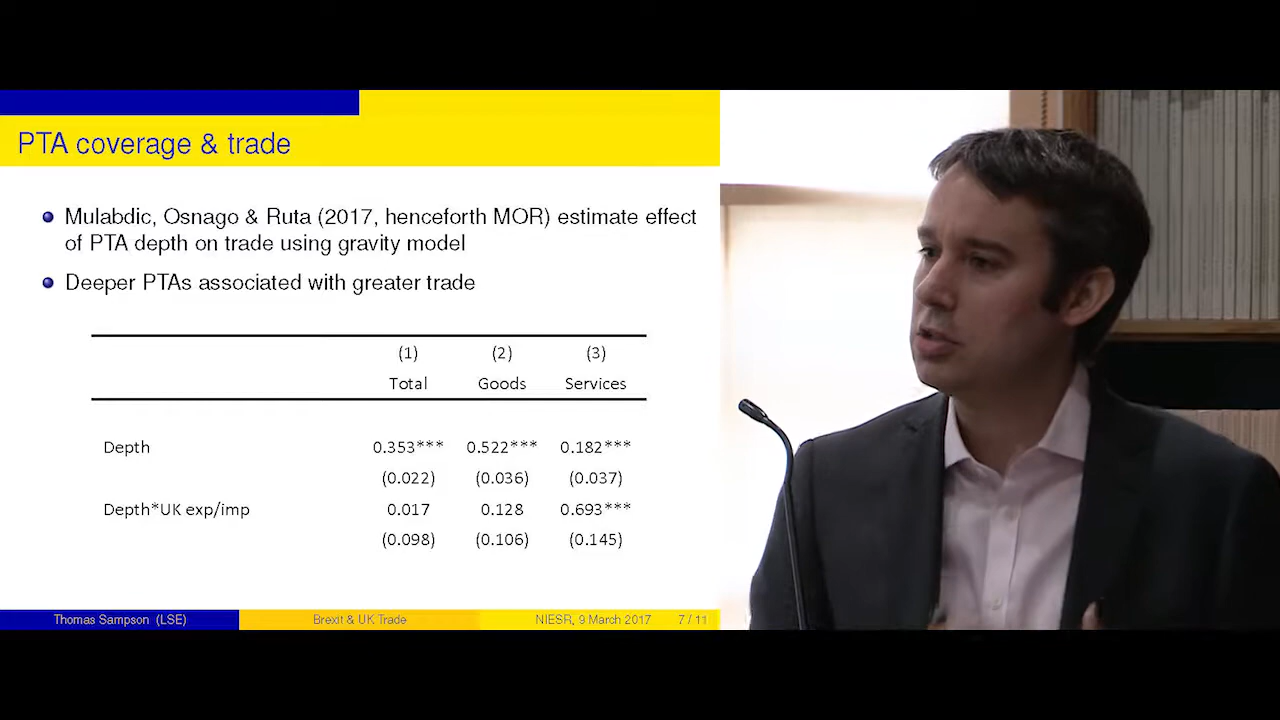 PTA coverage & trade
Mulabdic, Osnago & Ruta (2017, henceforth MOR) estimate effect
of PTA depth on trade using gravity model
Deeper PTAs associated with greater trade
(1) (2) (3)
Total Goods Services
Depth 0.353*** 0.522*** 0.182***
(0.022) (0.036) (0.037)
Depth*UK exp/imp 0.017 0.128 0.693***
(0.098) (0.106) (0.145)
Thomas Sampson (LSE) Brexit & UK Trade NIESR, 9 March 2017 7 / 11